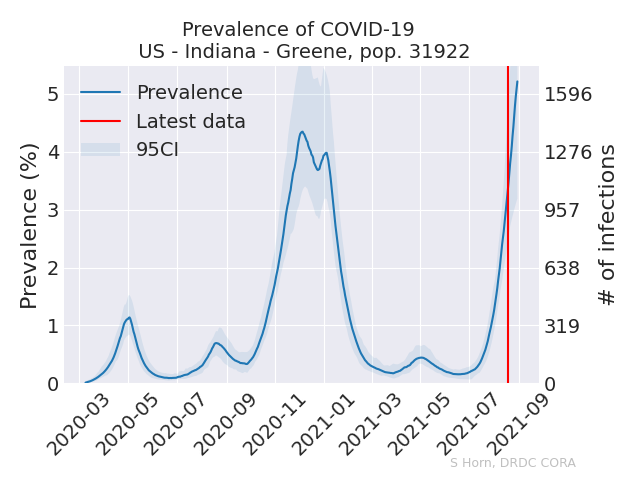 Prevalence of COVID-19
US - Indiana - Greene, pop. 31922
Prevalence
Latest data
95CI
Prevalence (%)
5
4
3
2
1
0
1596
1276
957
638
319
0
# of infections
2020-03
2020-05
2020-07
2020-09
2020-11
2021-01
2021-03
2021-05
2021-07
2021-09
S Horn, DRDC CORA